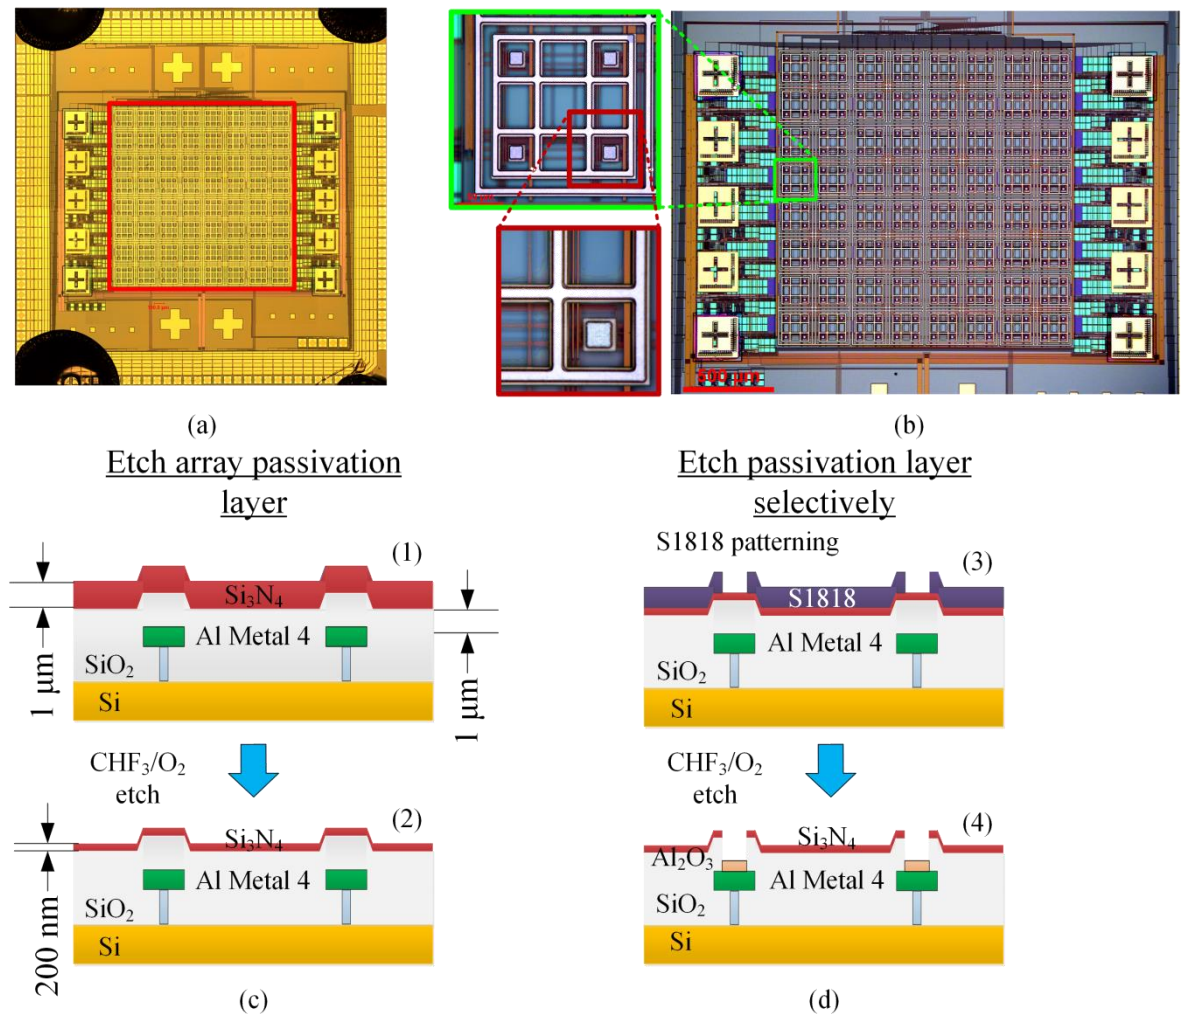 500 μm
(a)
(b)
Etch array passivation
layer
(1)
Si₃N₄
Al Metal 4
SiO₂
Si
1 μm
1 μm
CHF₃/O₂
etch
(2)
Si₃N₄
Al Metal 4
SiO₂
Si
200 nm
(c)
Etch passivation layer
selectively
S1818 patterning
(3)
S1818
Al Metal 4
SiO₂
Si
CHF₃/O₂
etch
(4)
Si₃N₄
Al₂O₃
Al Metal 4
SiO₂
Si
(d)